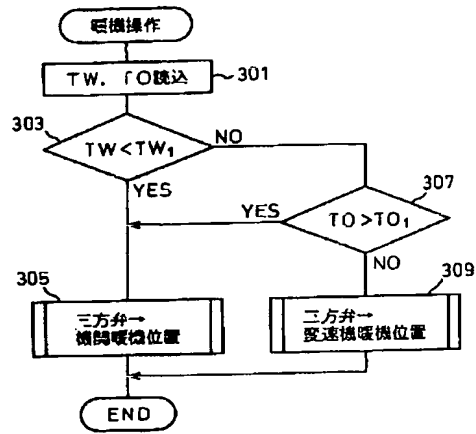 暖機操作
TW. TO読込
301
303
TW<TW1
NO
YES
307
YES
TO>TO1
NO
305
三方弁→
機関暖機位置
309
三方弁→
変速機暖機位置
END